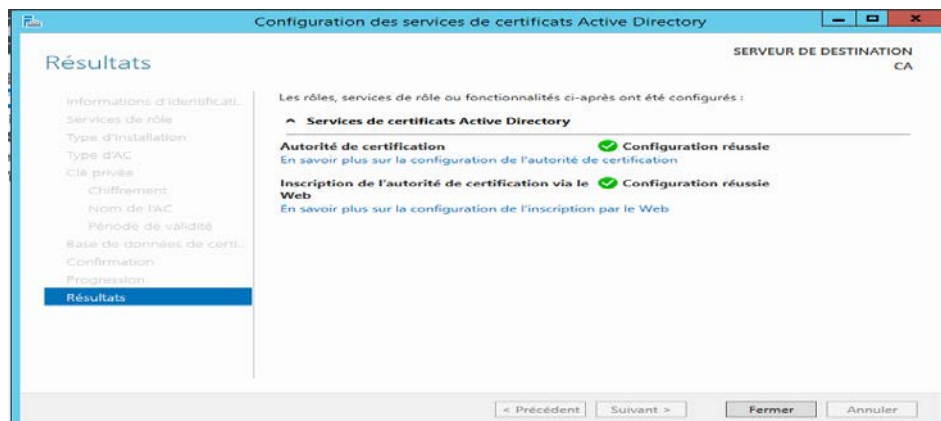 Configuration des services de certificats Active Directory
Résultats
SERVEUR DE DESTINATION
CA
Informations d'identificati...
Services de rôle
Type d'installation
Type d'AC
Clé privée
Chiffrement
Nom de l'AC
Période de validité
Base de données de certi...
Confirmation
Progression
Résultats
Les rôles, services de rôle ou fonctionnalités ci-après ont été configurés :
Services de certificats Active Directory
Autorité de certification Configuration réussie
En savoir plus sur la configuration de l'autorité de certification
Inscription de l'autorité de certification via le Configuration réussie
Web
En savoir plus sur la configuration de l'inscription par le Web
< Précédent Suivant > Fermer Annuler